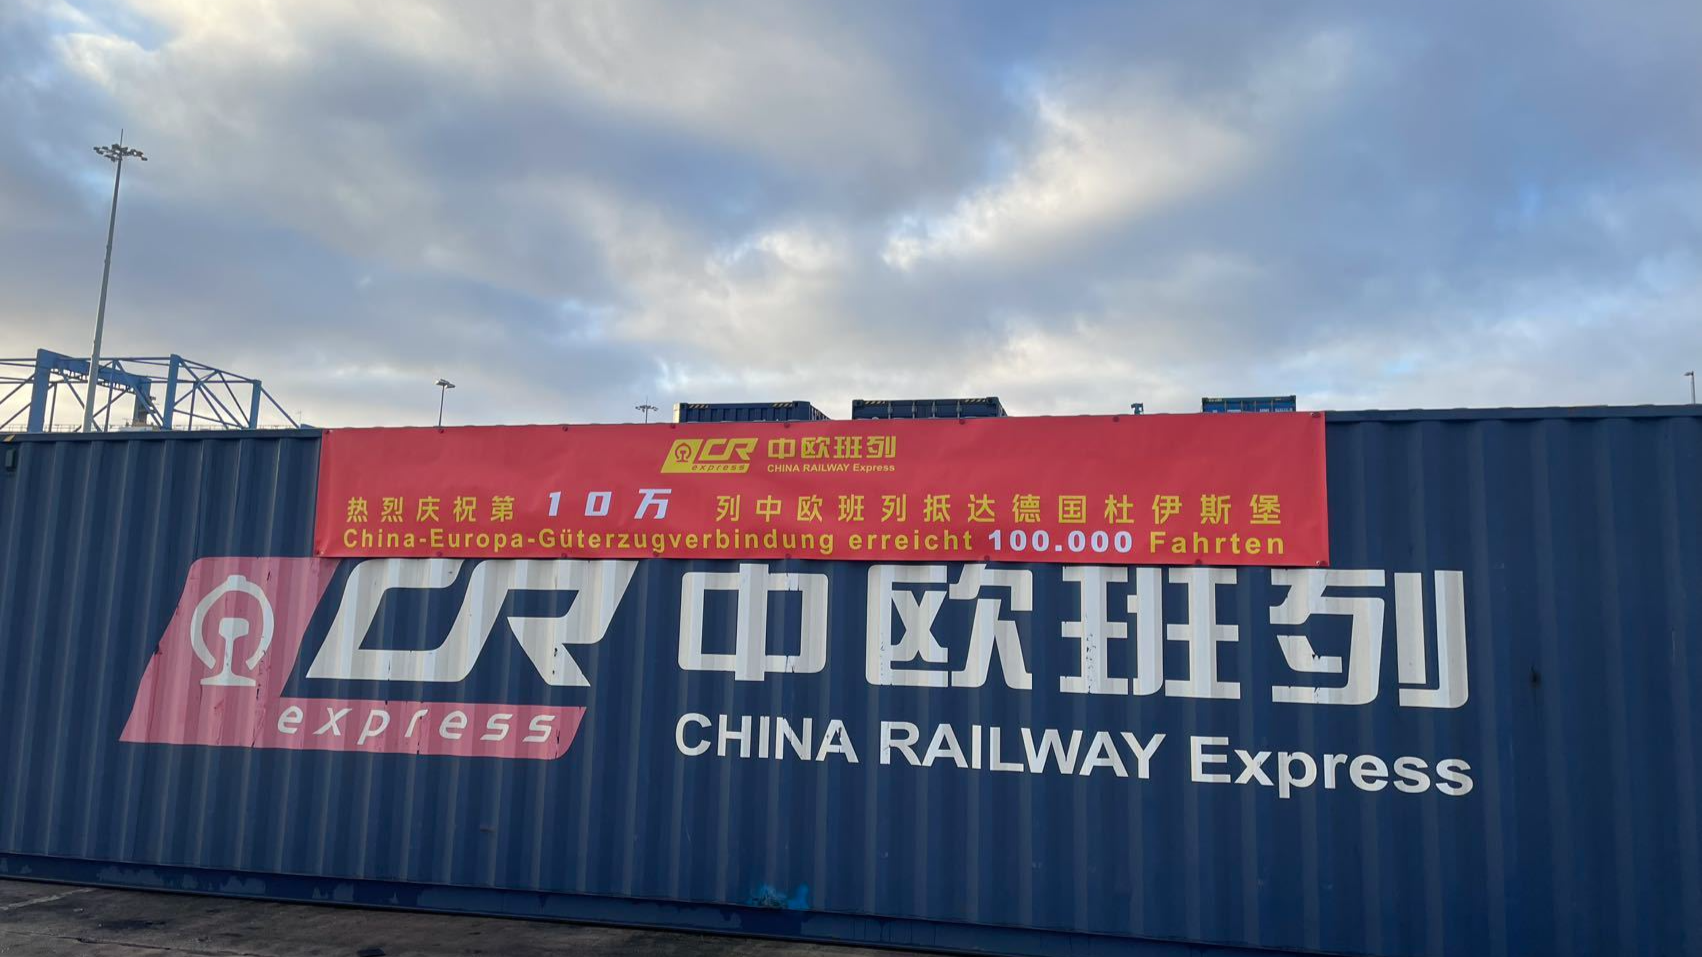 CR 中欧班列
express CHINA RAILWAY Express
热烈庆祝第10万 列中欧班列抵达德国杜伊斯堡
China-Europa-Güterzugverbindung erreicht 100.000 Fahrten
CR 中欧班列
express CHINA RAILWAY Express